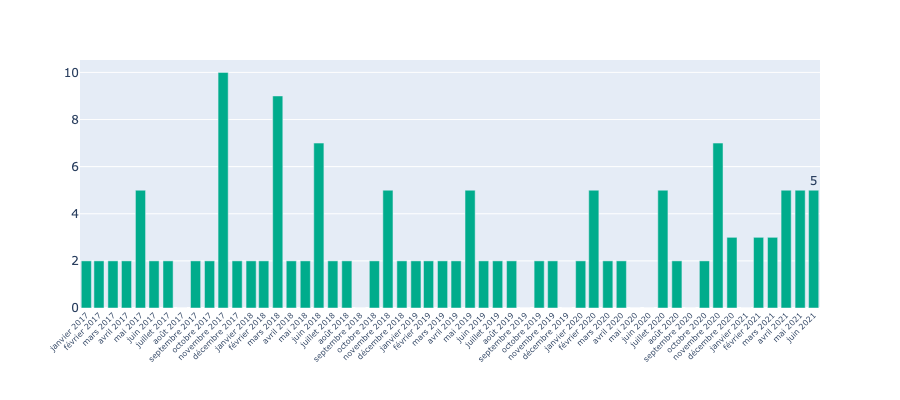 10
8
6
4
2
0
5
janvier 2017
février 2017
mars 2017
avril 2017
mai 2017
juin 2017
juillet 2017
août 2017
septembre 2017
octobre 2017
novembre 2017
décembre 2017
janvier 2018
février 2018
mars 2018
avril 2018
mai 2018
juin 2018
juillet 2018
août 2018
septembre 2018
octobre 2018
novembre 2018
décembre 2018
janvier 2019
février 2019
mars 2019
avril 2019
mai 2019
juin 2019
juillet 2019
août 2019
septembre 2019
octobre 2019
novembre 2019
décembre 2019
janvier 2020
février 2020
mars 2020
avril 2020
mai 2020
juin 2020
juillet 2020
août 2020
septembre 2020
octobre 2020
novembre 2020
décembre 2020
janvier 2021
février 2021
mars 2021
avril 2021
mai 2021
juin 2021